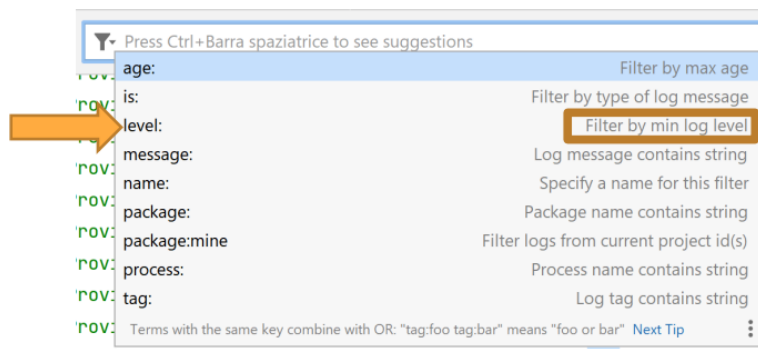 Press Ctrl+Barra spaziatrice to see suggestions
age: Filter by max age
is: Filter by type of log message
level: Filter by min log level
message: Log message contains string
name: Specify a name for this filter
package: Package name contains string
package:mine Filter logs from current project id(s)
process: Process name contains string
tag: Log tag contains string
Terms with the same key combine with OR: "tag:foo tag:bar" means "foo or bar" Next Tip